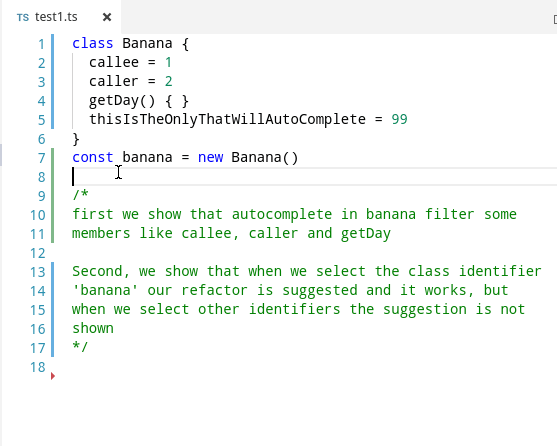 TS test1.ts ×
1 class Banana {
2 callee = 1
3 caller = 2
4 getDay() { }
5 thisIsTheOnlyThatWillAutoComplete = 99
6 }
7 const banana = new Banana()
8
9 /*
10 first we show that autocomplete in banana filter some
11 members like callee, caller and getDay
12
13 Second, we show that when we select the class identifier
14 'banana' our refactor is suggested and it works, but
15 when we select other identifiers the suggestion is not
16 shown
17 */
18